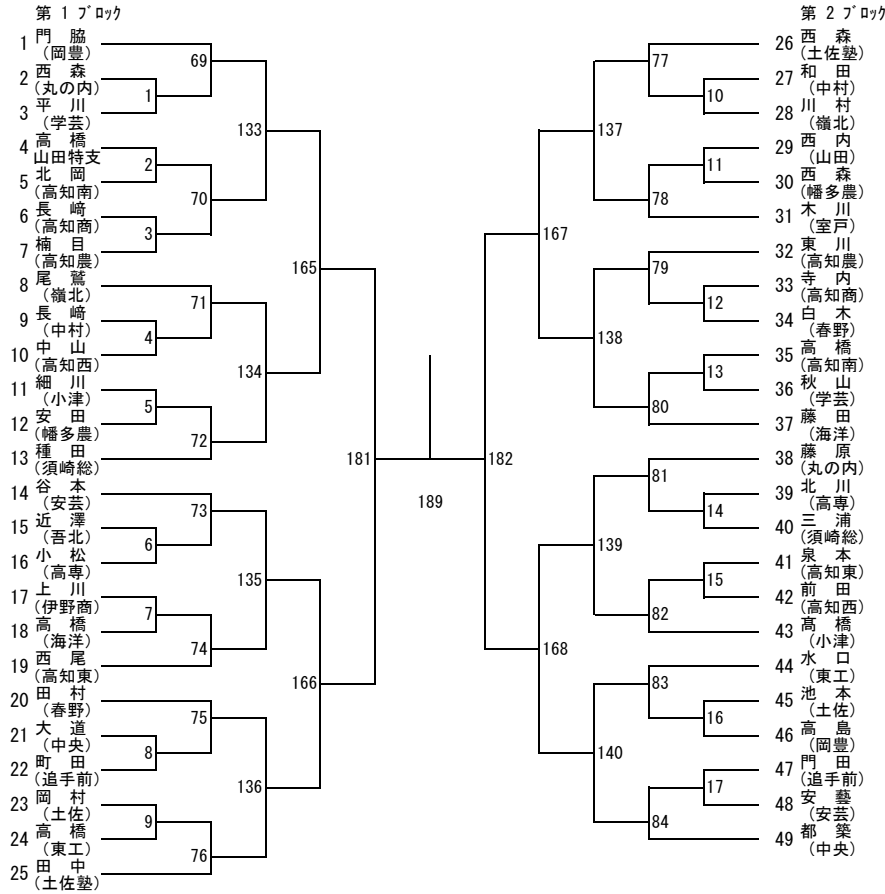 第 1 ブロック
1 門 脇
(岡豊)
2 西 森
(丸の内)
3 平 川
(学芸)
4 高 橋
山田特支
5 北 岡
(高知南)
6 長 﨑
(高知商)
7 楠 目
(高知農)
8 尾 鷲
(嶺北)
9 長 﨑
(中村)
10 中 山
(高知西)
11 細 川
(小津)
12 安 田
(幡多農)
13 種 田
(須崎総)
14 谷 本
(安芸)
15 近 澤
(吾北)
16 小 松
(高専)
17 上 川
(伊野商)
18 高 橋
(海洋)
19 西 尾
(高知東)
20 田 村
(春野)
21 大 道
(中央)
22 町 田
(追手前)
23 岡 村
(土佐)
24 高 橋
(東工)
25 田 中
(土佐塾)
1
2
3
4
5
6
7
8
9
69
70
71
72
73
74
75
76
133
134
135
136
165
166
181
189
182
167
168
137
138
139
140
77
78
79
80
81
82
83
84
10
11
12
13
14
15
16
17
第 2 ブロック
26 西 森
(土佐塾)
27 和 田
(中村)
28 川 村
(嶺北)
29 西 内
(山田)
30 西 森
(幡多農)
31 木 川
(室戸)
32 東 川
(高知農)
33 寺 内
(高知商)
34 白 木
(春野)
35 高 橋
(高知南)
36 秋 山
(学芸)
37 藤 田
(海洋)
38 藤 原
(丸の内)
39 北 川
(高専)
40 三 浦
(須崎総)
41 泉 本
(高知東)
42 前 田
(高知西)
43 髙 橋
(小津)
44 水 口
(東工)
45 池 本
(土佐)
46 高 島
(岡豊)
47 門 田
(追手前)
48 安 藝
(安芸)
49 都 築
(中央)